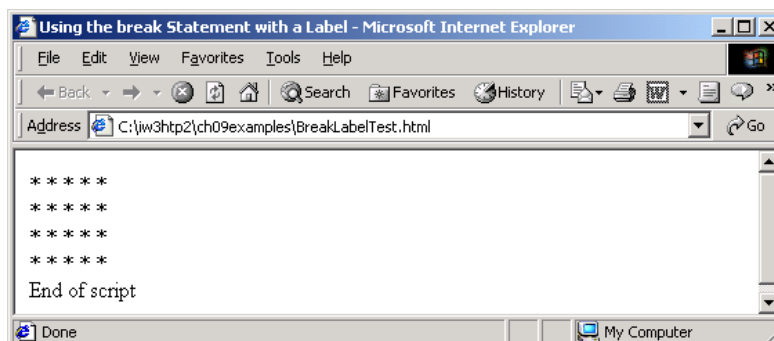 Using the break Statement with a Label - Microsoft Internet Explorer
File Edit View Favorites Tools Help
Back Search Favorites History
Address C:\iw3htp2\ch09examples\BreakLabelTest.html Go
* * * * *
* * * * *
* * * * *
* * * * *
End of script
Done My Computer